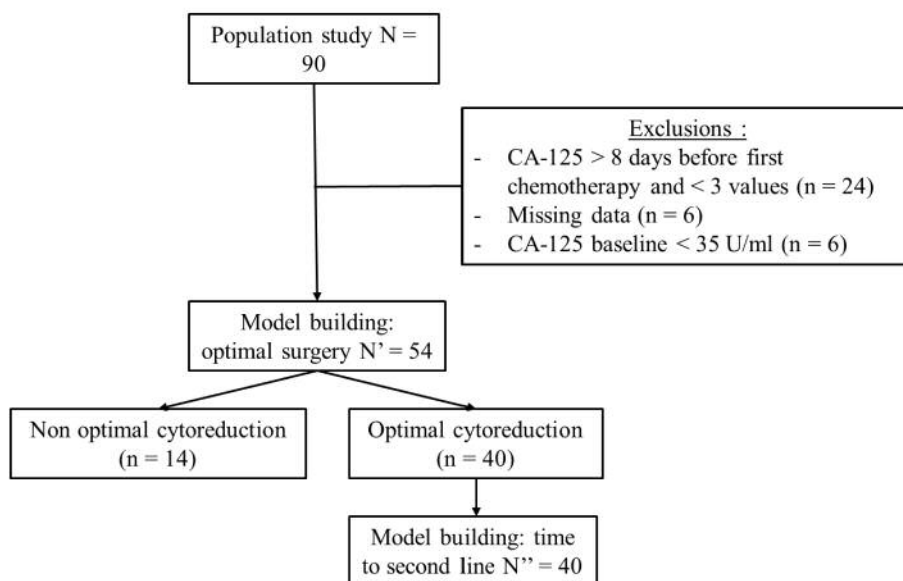 Population study N =
90
Exclusions :
- CA-125 > 8 days before first
chemotherapy and < 3 values (n = 24)
- Missing data (n = 6)
- CA-125 baseline < 35 U/ml (n = 6)
Model building:
optimal surgery N’ = 54
Non optimal cytoreduction
(n = 14)
Optimal cytoreduction
(n = 40)
Model building: time
to second line N’’ = 40